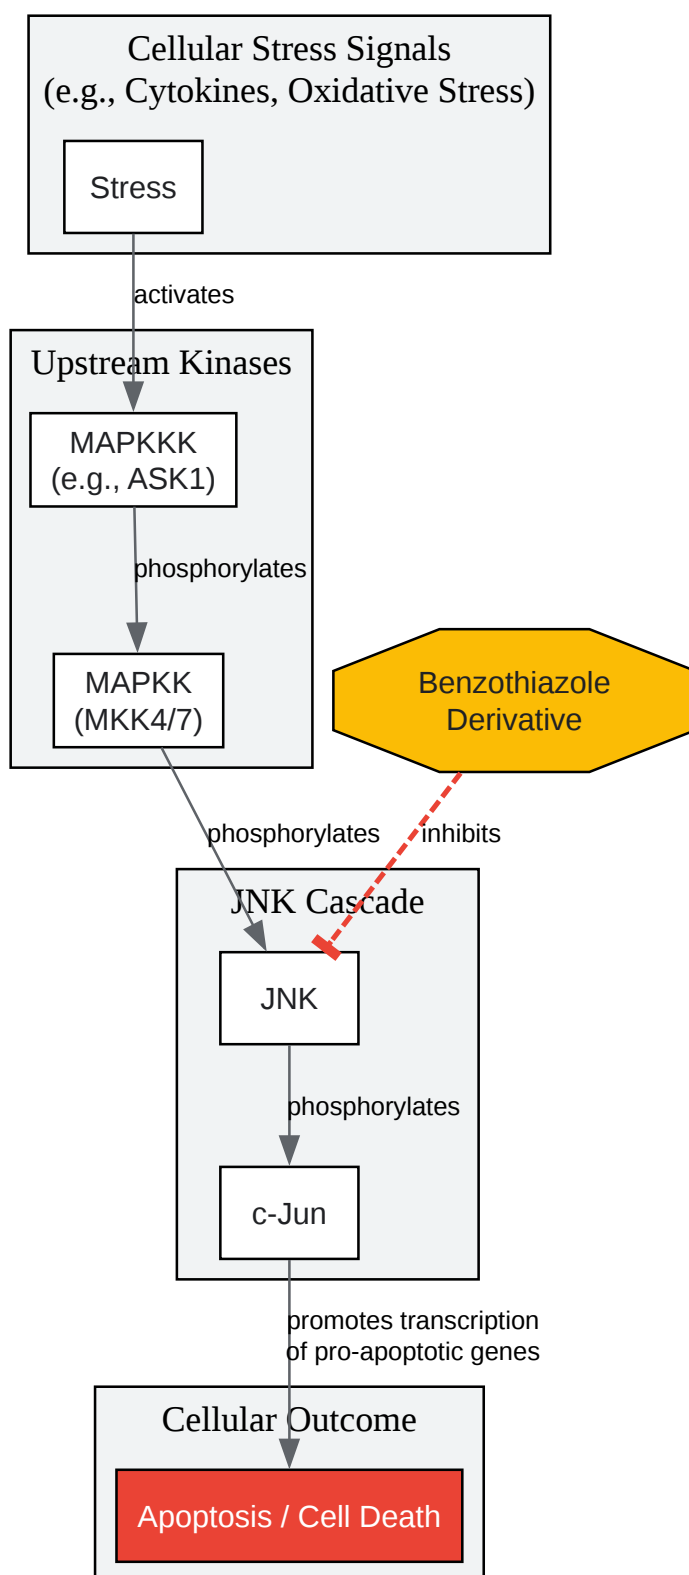 Cellular Stress Signals
(e.g., Cytokines, Oxidative Stress)
Stress
activates
Upstream Kinases
MAPKKK
(e.g., ASK1)
phosphorylates
MAPKK
(MKK4/7)
Benzothiazole
Derivative
phosphorylates
inhibits
JNK Cascade
JNK
phosphorylates
c-Jun
promotes transcription
of pro-apoptotic genes
Cellular Outcome
Apoptosis / Cell Death